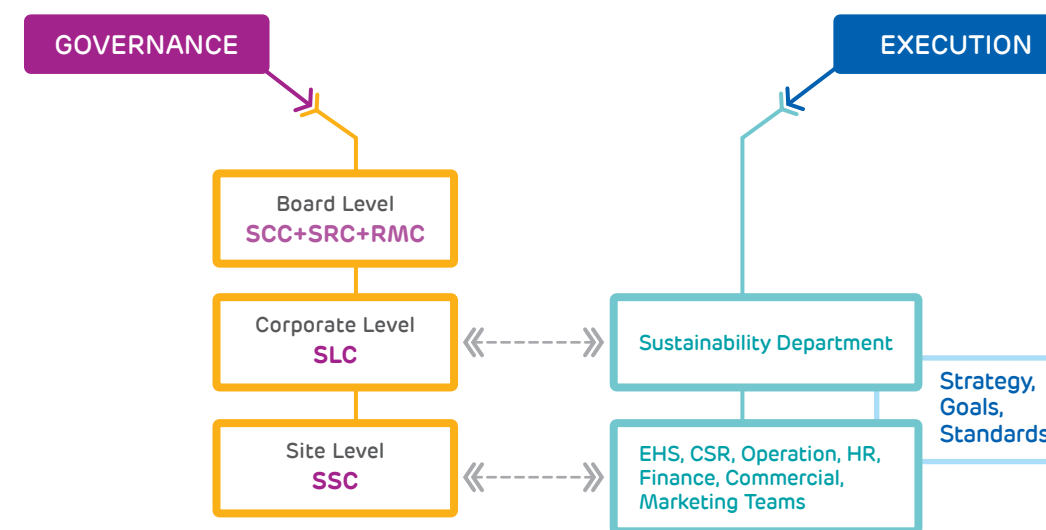 GOVERNANCE
EXECUTION
Board Level
SCC+SRC+RMC
Corporate Level
SLC
Sustainability Department
Strategy,
Goals,
Standards
Site Level
SSC
EHS, CSR, Operation, HR,
Finance, Commercial,
Marketing Teams